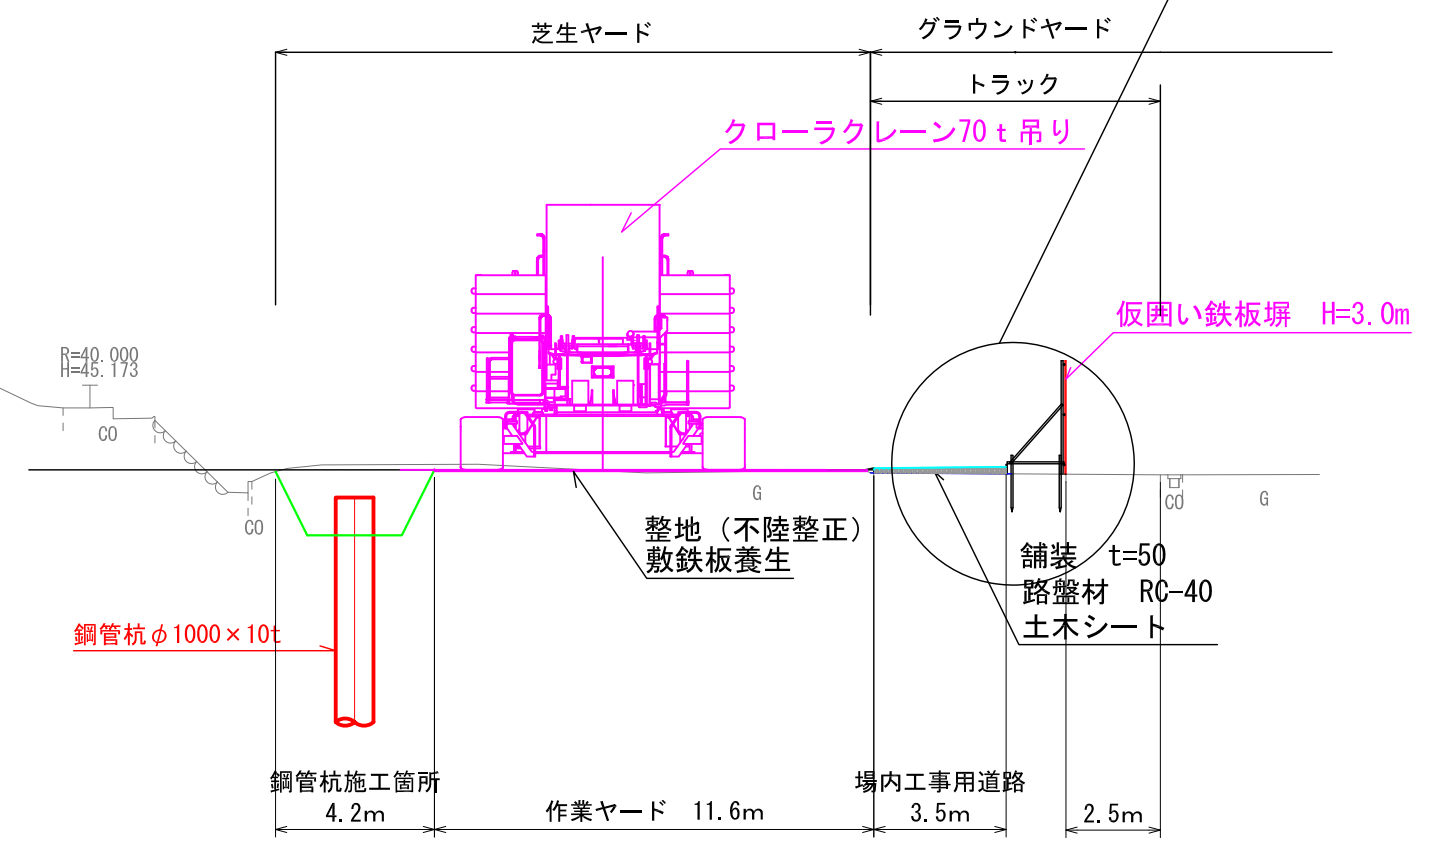 芝生ヤード
グラウンドヤード
トラック
クローラクレーン70ｔ吊り
仮囲い鉄板塀　H=3.0m
R=40.000
H=45.173
CO
CO
G
CO
G
整地（不陸整正）
敷鉄板養生
舗装　t=50
路盤材　RC-40
土木シート
鋼管杭φ1000×10t
鋼管杭施工箇所
4.2m
作業ヤード　11.6m
場内工事用道路
3.5m
2.5m